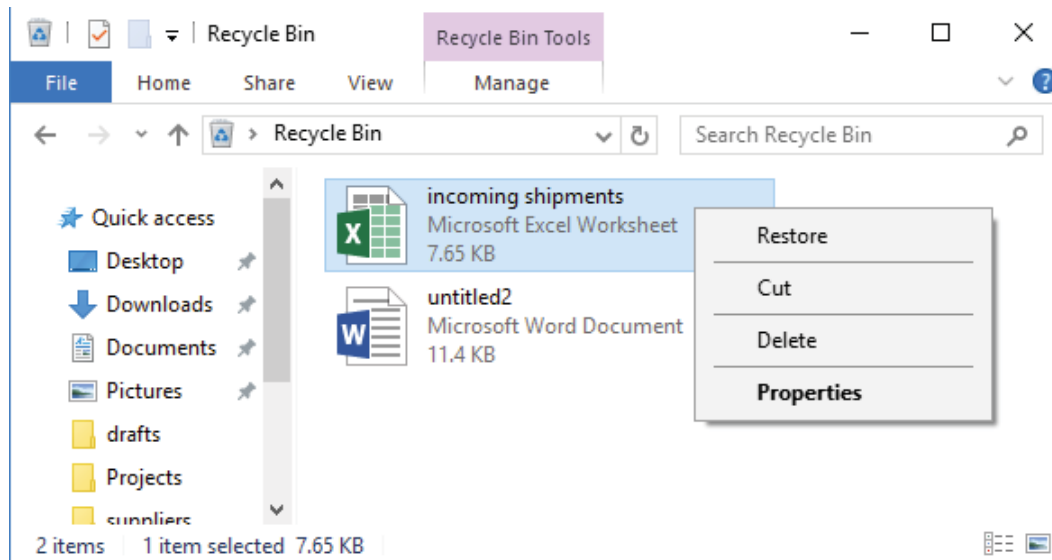 Recycle Bin
Recycle Bin Tools
File Home Share View Manage
?
Recycle Bin
Search Recycle Bin
Quick access
Desktop
Downloads
Documents
Pictures
drafts
Projects
suppliers
X
incoming shipments
Microsoft Excel Worksheet
7.65 KB
W
untitled2
Microsoft Word Document
11.4 KB
Restore
Cut
Delete
Properties
2 items 1 item selected 7.65 KB